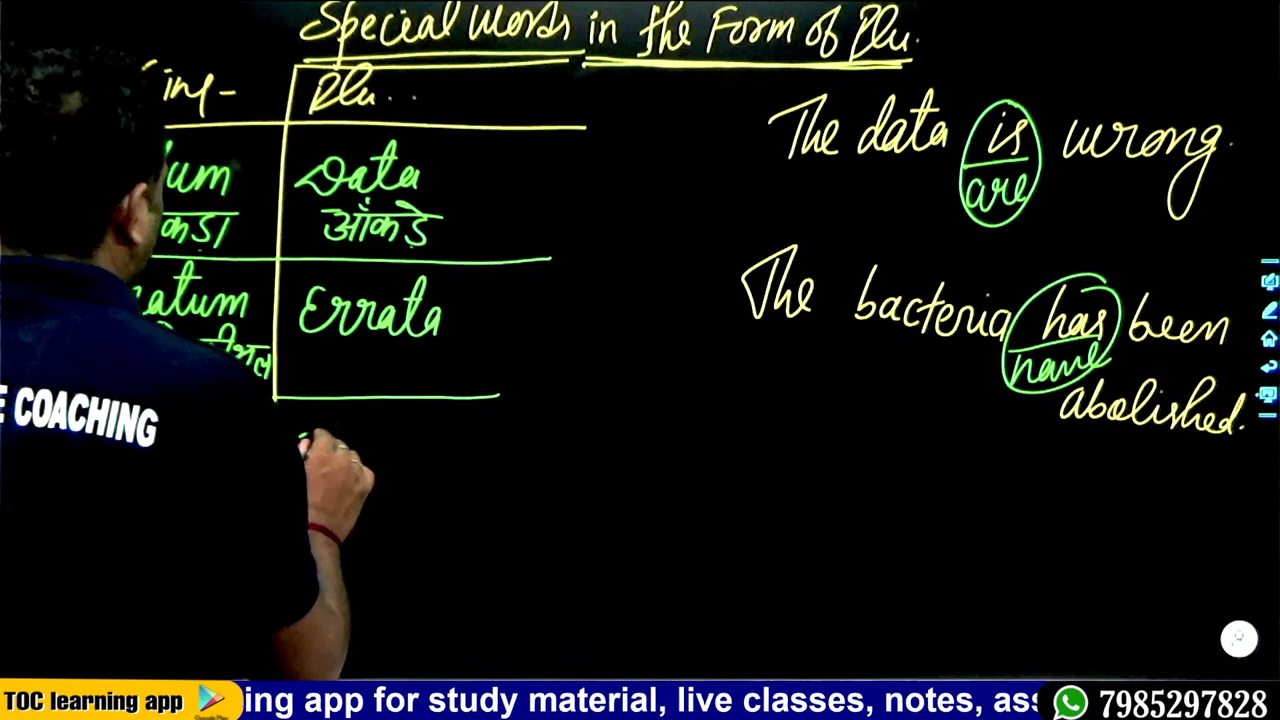 Special Words in the Form of Plu.
ing-
Plu..
um
Data
कडा
आँकडे
atum
Errata
The data is wrong.
are
The bacteria has been
have
abolished.
E COACHING
TOC learning app
ing app for study material, live classes, notes, ass
7985297828